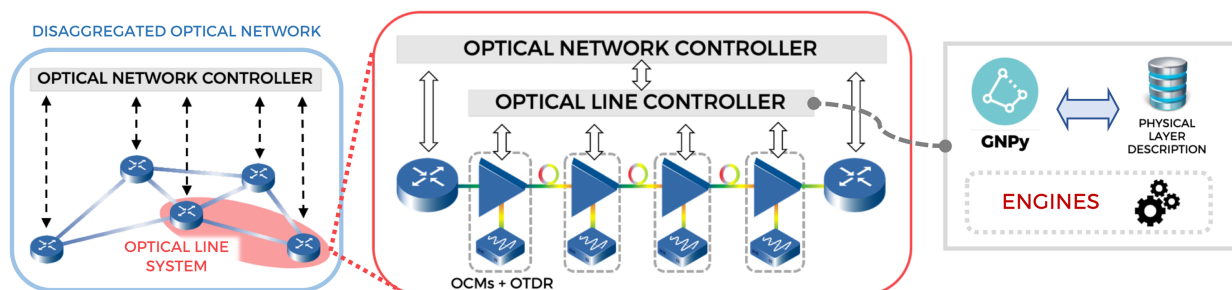 DISAGGREGATED OPTICAL NETWORK
OPTICAL NETWORK CONTROLLER
OPTICAL LINE
SYSTEM
OPTICAL NETWORK CONTROLLER
OPTICAL LINE CONTROLLER
OCMs + OTDR
GNPy
PHYSICAL
LAYER
DESCRIPTION
ENGINES